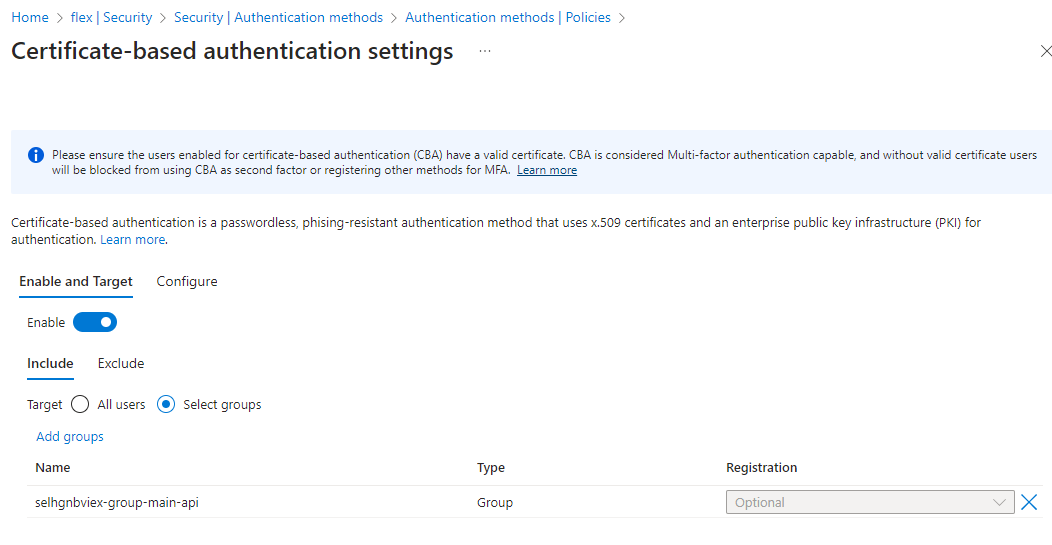 Home > flex | Security > Security | Authentication methods > Authentication methods | Policies >
Certificate-based authentication settings ...
Please ensure the users enabled for certificate-based authentication (CBA) have a valid certificate. CBA is considered Multi-factor authentication capable, and without valid certificate users
will be blocked from using CBA as second factor or registering other methods for MFA. Learn more
Certificate-based authentication is a passwordless, phising-resistant authentication method that uses x.509 certificates and an enterprise public key infrastructure (PKI) for
authentication. Learn more.
Enable and Target Configure
Enable
Include Exclude
Target All users Select groups
Add groups
Name Type Registration
selhgnbviex-group-main-api Group Optional